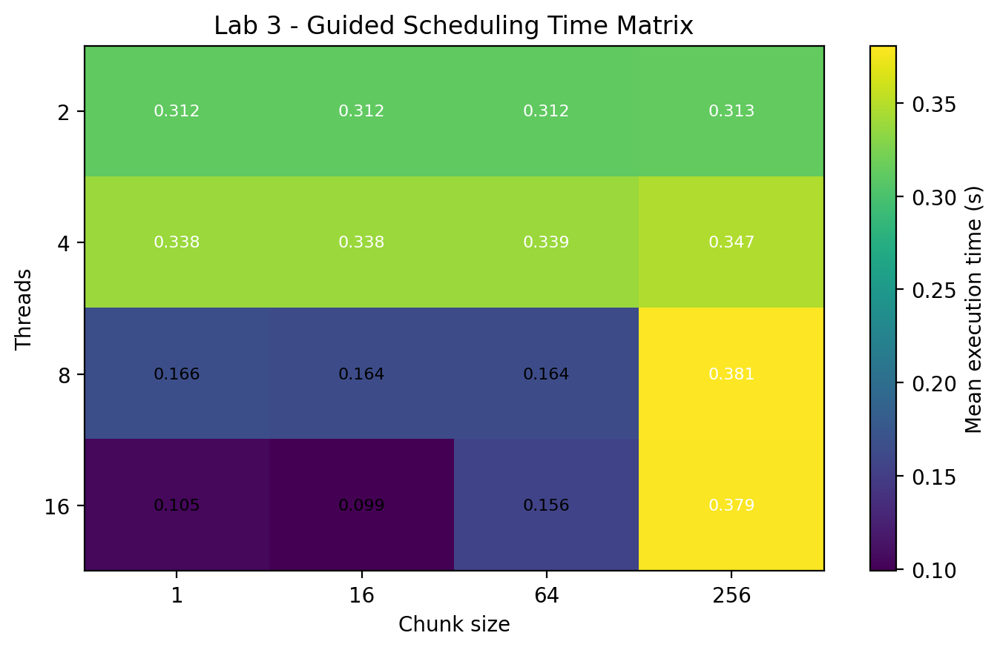 Lab 3 - Guided Scheduling Time Matrix
2 0.312 0.312 0.312 0.313
4 0.338 0.338 0.339 0.347
8 0.166 0.164 0.164 0.381
16 0.105 0.099 0.156 0.379
1 16 64 256
Chunk size
Threads
0.35
0.30
0.25
0.20
0.15
0.10
Mean execution time (s)